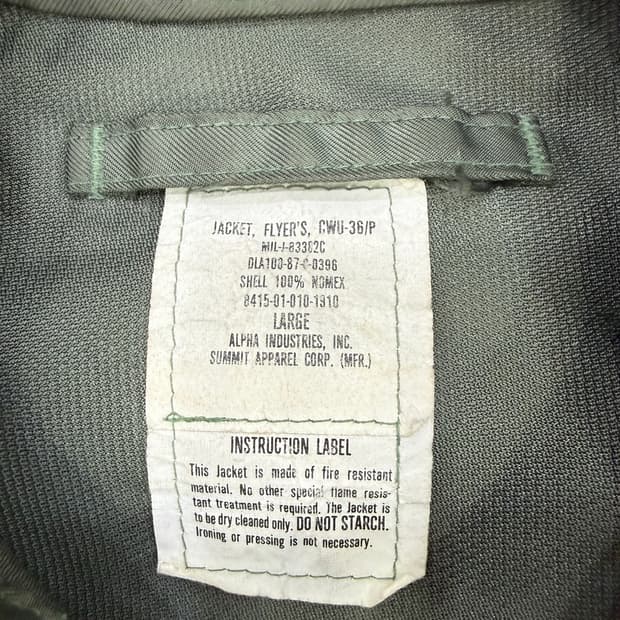 JACKET, FLYER'S, CWU-36/P
MIL-J-83382C
DLA100-87-C-0396
SHELL 100% NOMEX
8415-01-010-1910
LARGE
ALPHA INDUSTRIES, INC.
SUMMIT APPAREL CORP. (MFR.)
INSTRUCTION LABEL
This Jacket is made of fire resistant
material. No other special flame resis-
tant treatment is required. The Jacket is
to be dry cleaned only. DO NOT STARCH.
Ironing or pressing is not necessary.